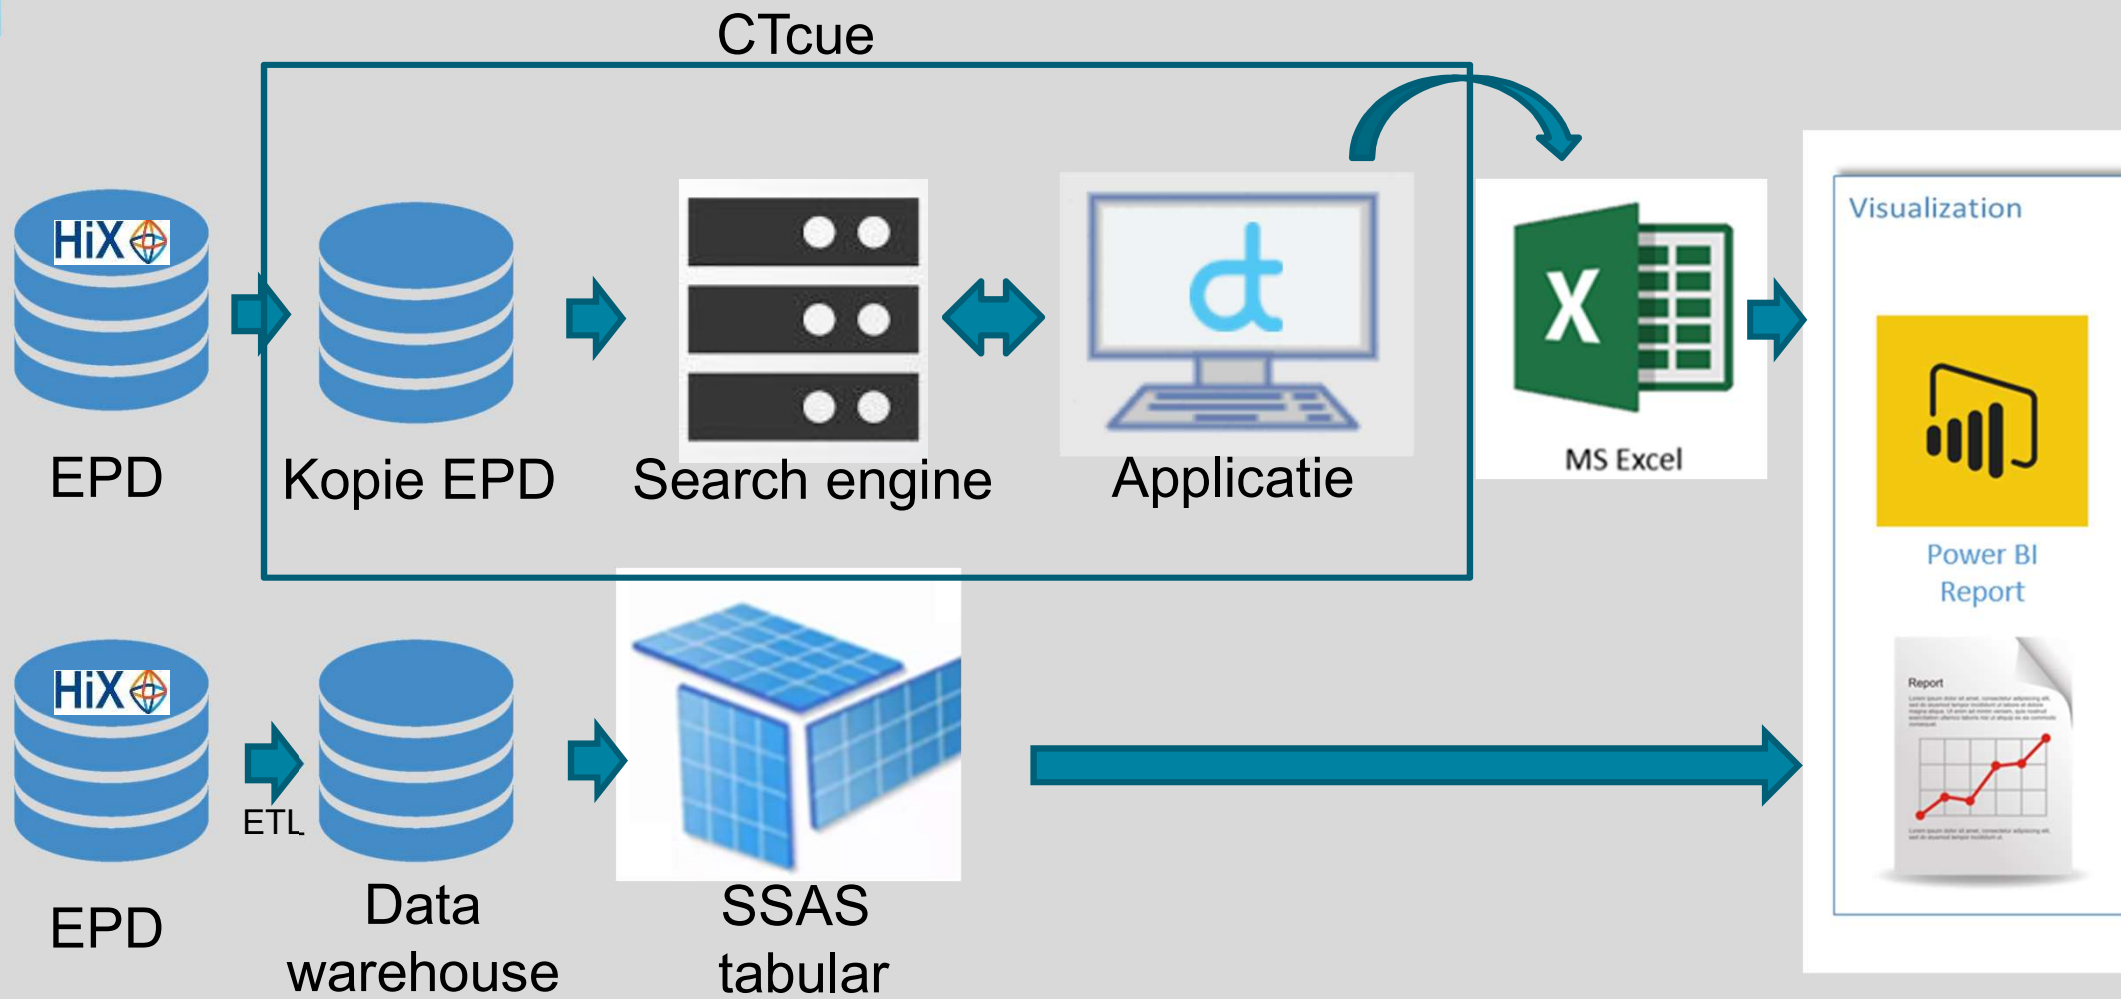 CTcue
HiX
EPD
Kopie EPD
Search engine
Applicatie
X
MS Excel
Visualization
Power BI
Report
HiX
EPD
ETL
Data
warehouse
SSAS
tabular
Report